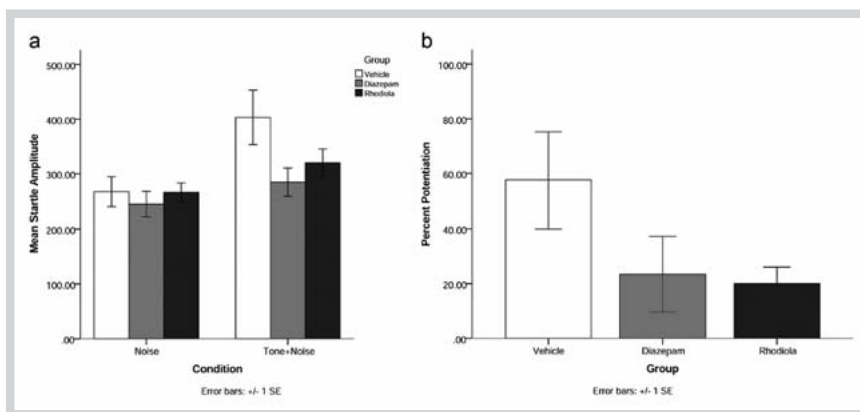 a
500.00
400.00
300.00
200.00
100.00
.00
Mean Startle Amplitude
Noise
Tone+Noise
Condition
Error bars: +/- 1 SE
Group
Vehicle
Diazepam
Rhodiola
b
100.00
80.00
60.00
40.00
20.00
.00
Percent Potentiation
Vehicle Diazepam Rhodiola
Group
Error bars: +/- 1 SE